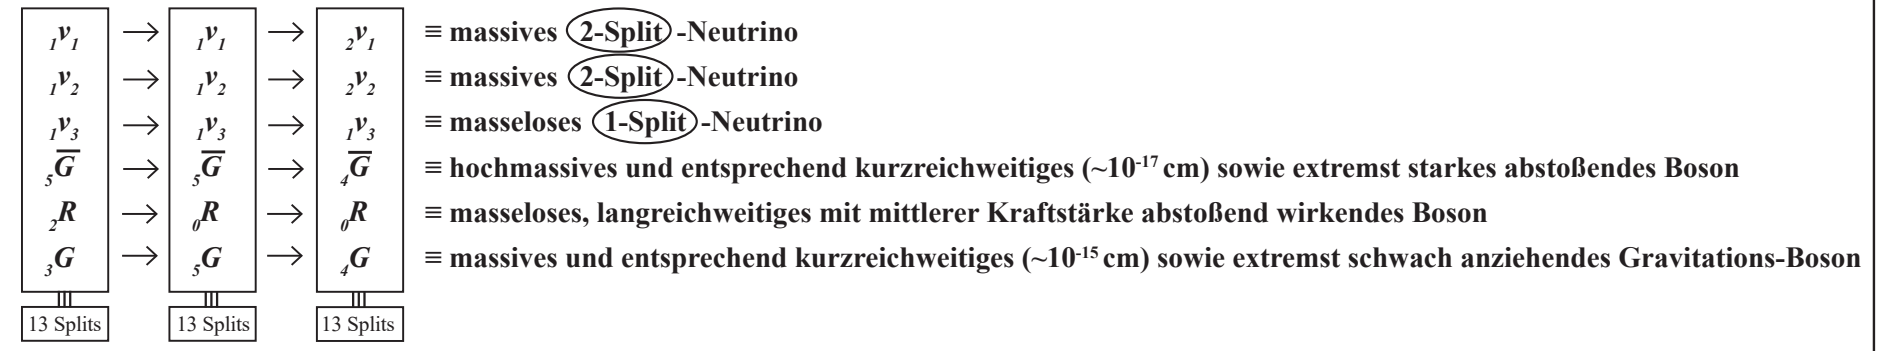 ₁ν₁ → ₁ν₁ → ₂ν₁ ≡ massives 2-Split -Neutrino
₁ν₂ → ₁ν₂ → ₂ν₂ ≡ massives 2-Split -Neutrino
₁ν₃ → ₁ν₃ → ₁ν₃ ≡ masseloses 1-Split -Neutrino
₅G̅ → ₅G̅ → ₄G̅ ≡ hochmassives und entsprechend kurzreichweitiges (~10⁻¹⁷ cm) sowie extremst starkes abstoßendes Boson
₂R → ₀R → ₀R ≡ masseloses, langreichweitiges mit mittlerer Kraftstärke abstoßend wirkendes Boson
₃G → ₅G → ₄G ≡ massives und entsprechend kurzreichweitiges (~10⁻¹⁵ cm) sowie extremst schwach anziehendes Gravitations-Boson
13 Splits 13 Splits 13 Splits